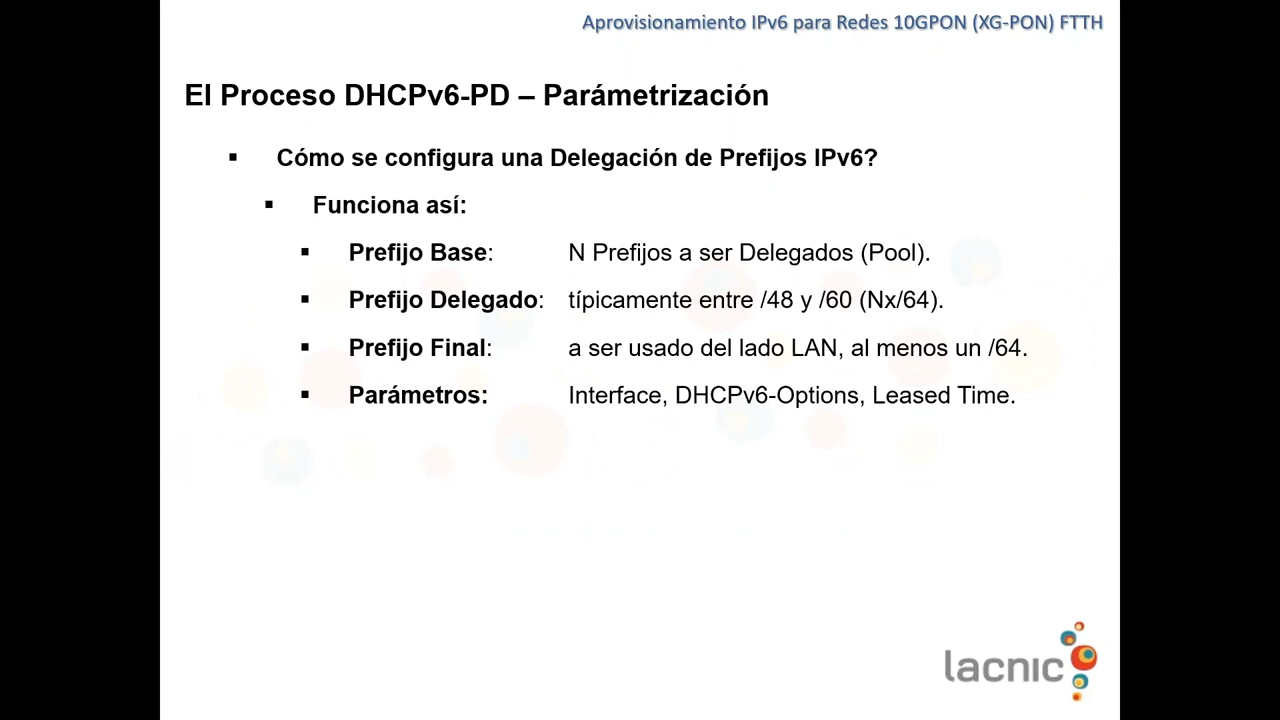 Aprovisionamiento IPv6 para Redes 10GPON (XG-PON) FTTH
El Proceso DHCPv6-PD – Parámetrización
▪ Cómo se configura una Delegación de Prefijos IPv6?
▪ Funciona así:
▪ Prefijo Base: N Prefijos a ser Delegados (Pool).
▪ Prefijo Delegado: típicamente entre /48 y /60 (Nx/64).
▪ Prefijo Final: a ser usado del lado LAN, al menos un /64.
▪ Parámetros: Interface, DHCPv6-Options, Leased Time.
lacnic